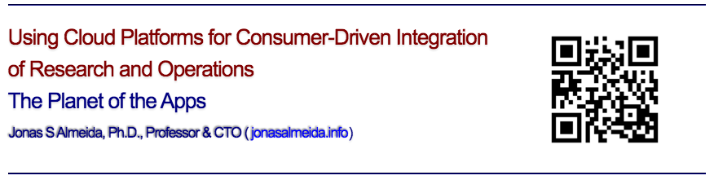 Using Cloud Platforms for Consumer-Driven Integration
of Research and Operations
The Planet of the Apps
Jonas S Almeida, Ph.D., Professor & CTO ( jonasalmeida.info )